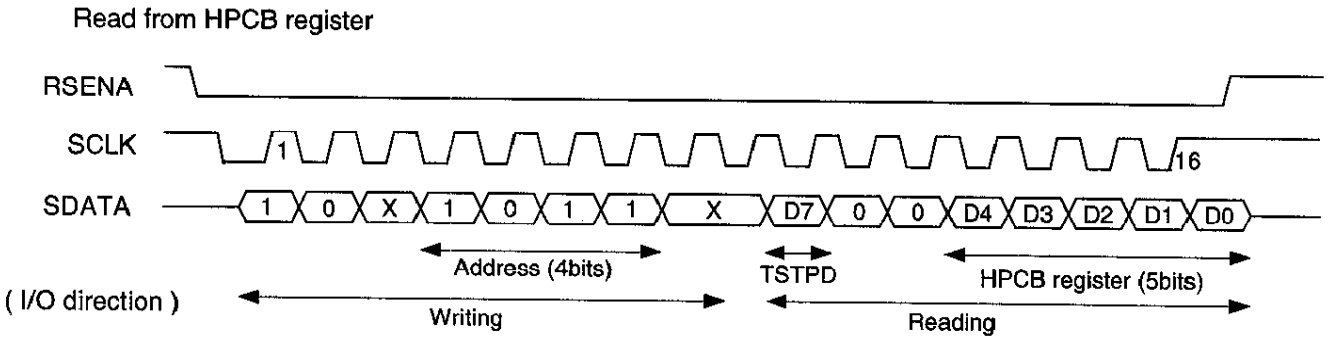 Read from HPCB register
RSENA
SCLK 1 16
SDATA 1 0 X 1 0 1 1 X D7 0 0 D4 D3 D2 D1 D0
Address (4bits) TSTPD HPCB register (5bits)
( I/O direction ) Writing Reading